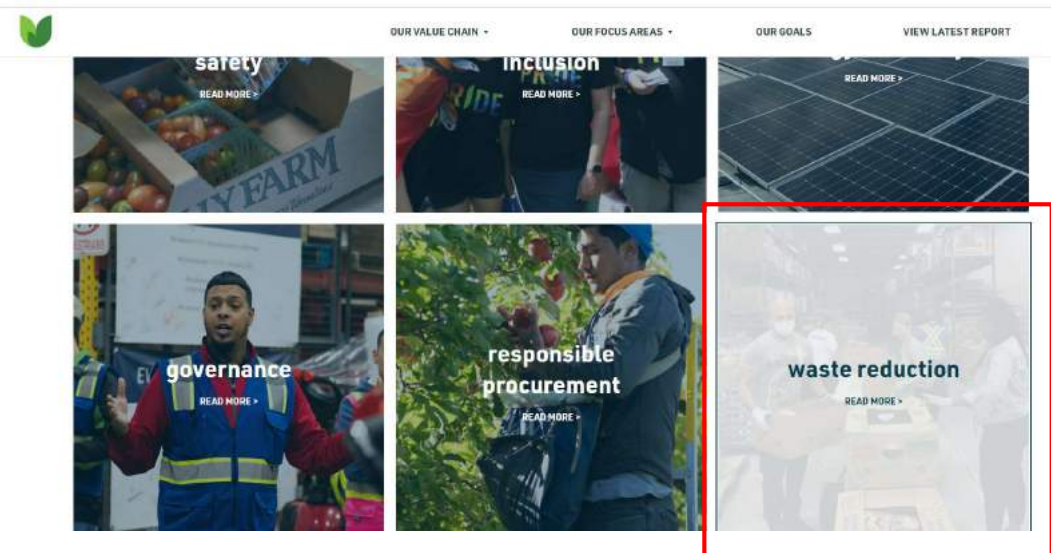 OUR VALUE CHAIN
OUR FOCUS AREAS
OUR GOALS
VIEW LATEST REPORT
safety
READ MORE >
inclusion
READ MORE >
READ MORE >
PRIDE
FARM
governance
READ MORE >
responsible
procurement
READ MORE >
waste reduction
READ MORE >